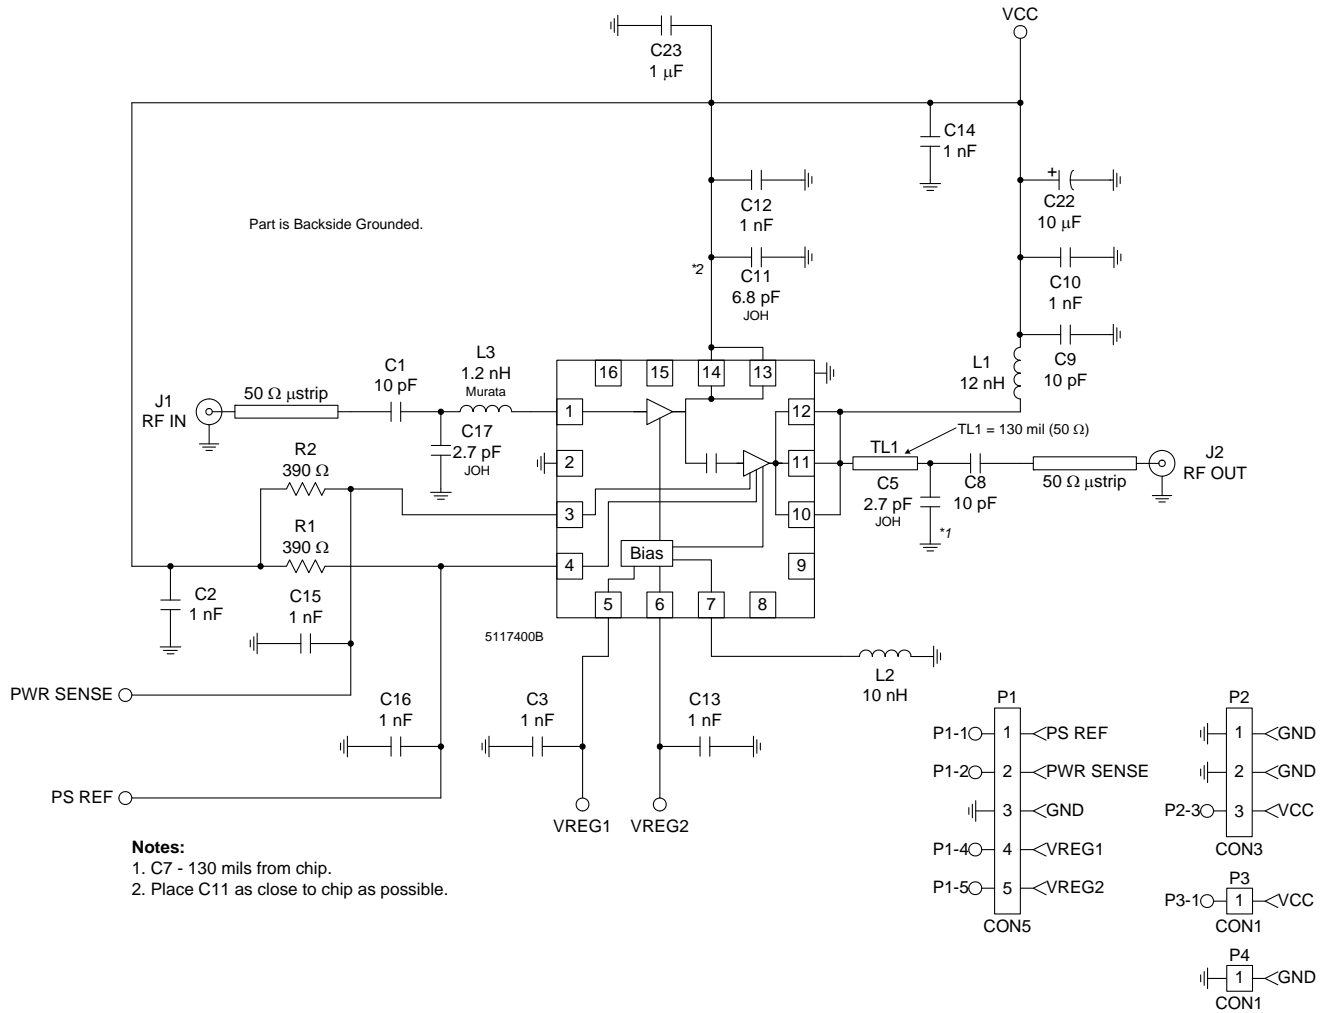 VCC
C23
1 µF
C14
1 nF
+
C22
10 µF
C12
1 nF
Part is Backside Grounded.
*2
C11
6.8 pF
JOH
C10
1 nF
C9
10 pF
L1
12 nH
J1
RF IN
50 Ω µstrip
C1
10 pF
L3
1.2 nH
Murata
C17
2.7 pF
JOH
16
15
14
13
1
2
3
4
12
11
10
9
5
6
7
8
Bias
TL1
TL1 = 130 mil (50 Ω)
C5
2.7 pF
JOH
*1
C8
10 pF
50 Ω µstrip
J2
RF OUT
R2
390 Ω
R1
390 Ω
C2
1 nF
C15
1 nF
5117400B
PWR SENSE
C16
1 nF
C3
1 nF
C13
1 nF
L2
10 nH
PS REF
VREG1
VREG2
P1
P1-1
1
PS REF
P1-2
2
PWR SENSE
3
GND
P1-4
4
VREG1
P1-5
5
VREG2
CON5
P2
1
GND
2
GND
P2-3
3
VCC
CON3
P3
P3-1
1
VCC
CON1
P4
1
GND
CON1
Notes:
1. C7 - 130 mils from chip.
2. Place C11 as close to chip as possible.